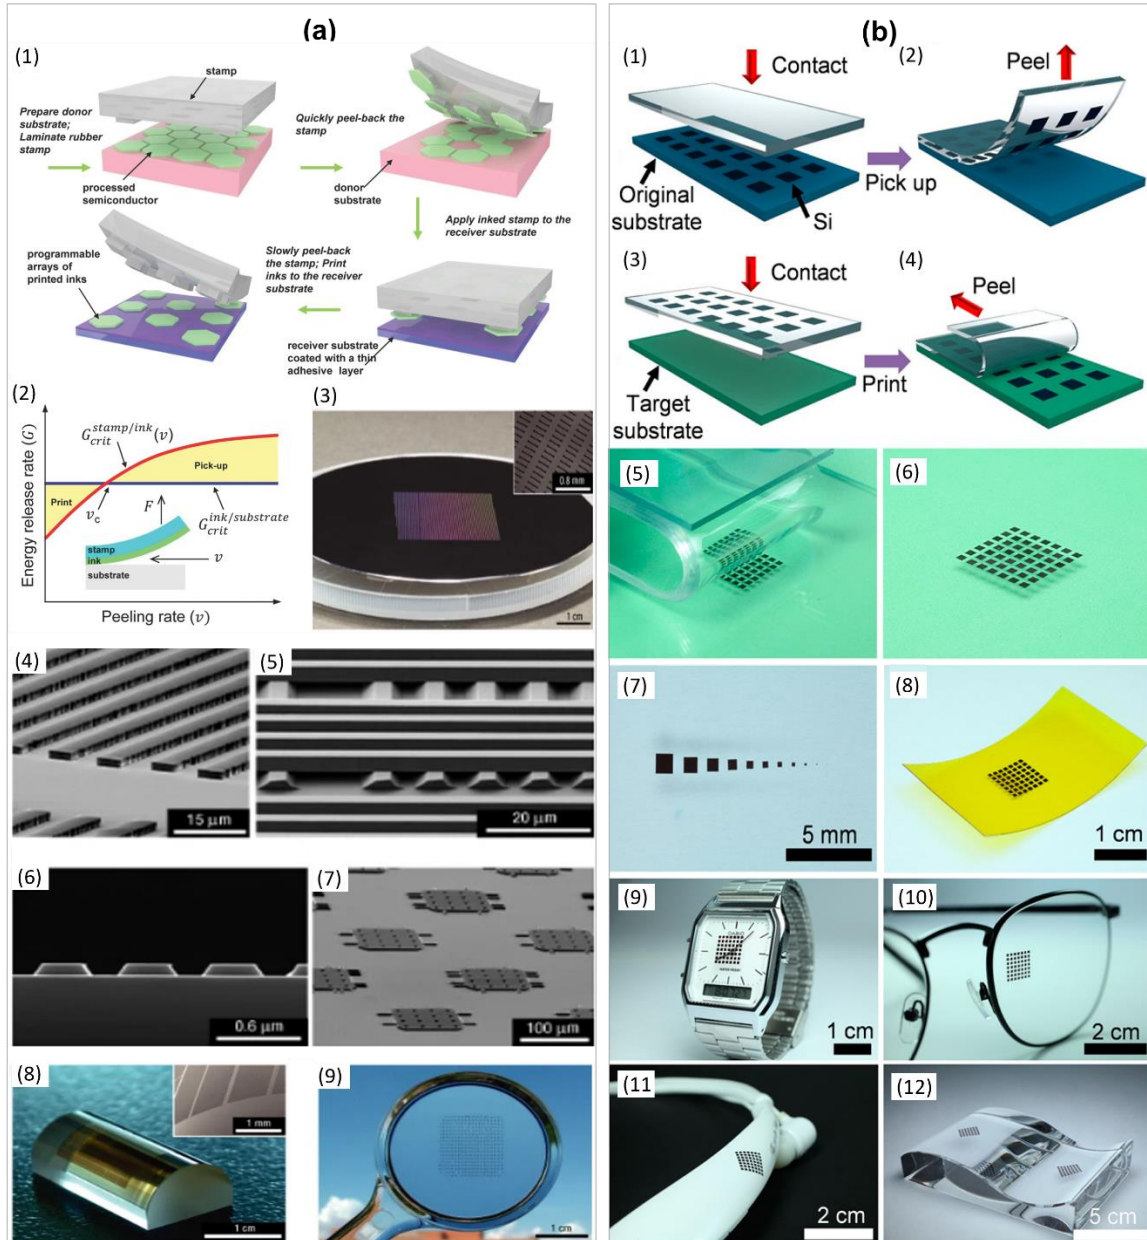 (a)
(1)
stamp
Prepare donor
substrate;
Laminate rubber
stamp
processed
semiconductor
Quickly peel-back the
stamp
donor
substrate
Apply inked stamp to the
receiver substrate
Slowly peel-back
the stamp; Print
inks to the receiver
substrate
programmable
arrays of
printed inks
receiver substrate
coated with a thin
adhesive layer
(2)
Energy release rate (G)
G_crit^stamp/ink (v)
Pick-up
Print
v_c
F
G_crit^ink/substrate
stamp
ink
v
substrate
Peeling rate (v)
(3)
0.8 mm
1 cm
(4)
15 μm
(5)
20 μm
(6)
0.6 μm
(7)
100 μm
(8)
1 mm
1 cm
(9)
1 cm
(b)
(1)
Contact
Original
substrate
Si
Pick up
(2)
Peel
(3)
Contact
Target
substrate
Print
(4)
Peel
(5)
(6)
(7)
5 mm
(8)
1 cm
(9)
CASIO
1 cm
(10)
2 cm
(11)
2 cm
(12)
5 cm